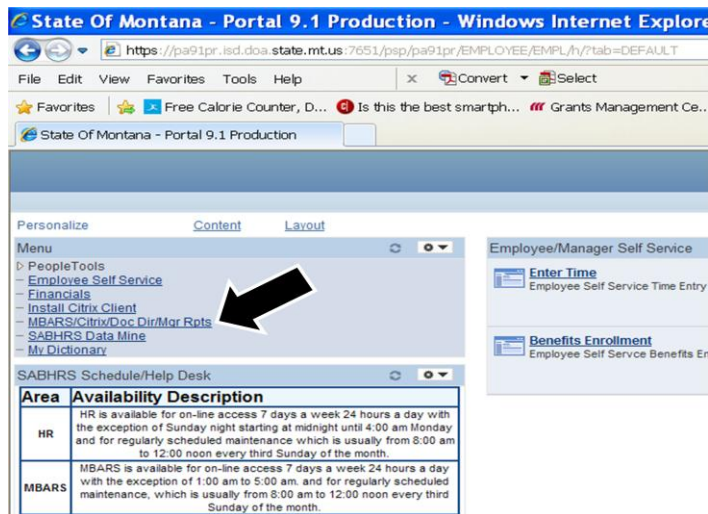 State Of Montana - Portal 9.1 Production - Windows Internet Explore
https://pa91pr.isd.doa.state.mt.us:7651/psp/pa91pr/EMPLOYEE/EMPL/h/?tab=DEFAULT
File Edit View Favorites Tools Help x Convert Select
Favorites Free Calorie Counter, D... Is this the best smartph... Grants Management Ce..
State Of Montana - Portal 9.1 Production
Personalize Content Layout
Menu
PeopleTools
Employee Self Service
Financials
Install Citrix Client
MBARS/Citrix/Doc Dir/Mgr Rpts
SABHRS Data Mine
My Dictionary
Employee/Manager Self Service
Enter Time
Employee Self Service Time Entry
Benefits Enrollment
Employee Self Servce Benefits En
SABHRS Schedule/Help Desk
Area Availability Description
HR
HR is available for on-line access 7 days a week 24 hours a day with
the exception of Sunday night starting at midnight until 4:00 am Monday
and for regularly scheduled maintenance which is usually from 8:00 am
to 12:00 noon every third Sunday of the month.
MBARS
MBARS is available for on-line access 7 days a week 24 hours a day
with the exception of 1:00 am to 5:00 am. and for regularly scheduled
maintenance, which is usually from 8:00 am to 12:00 noon every third
Sunday of the month.